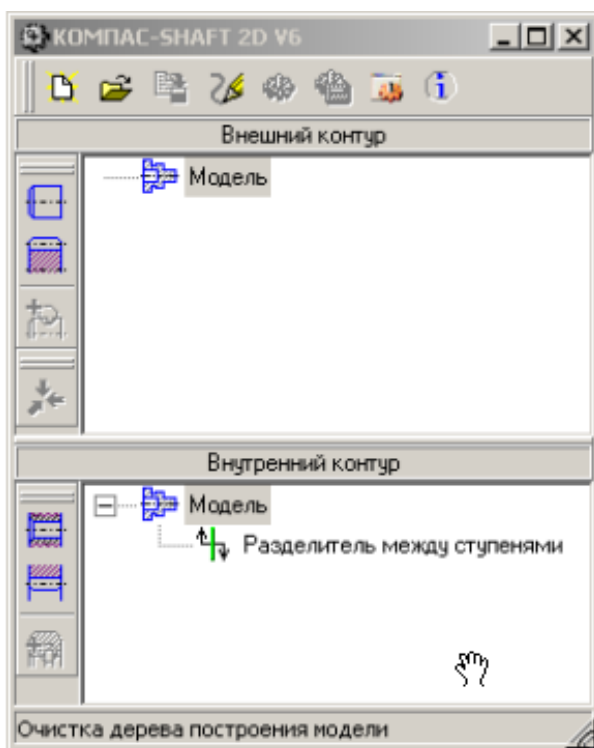 КОМПАС-SHAFT 2D V6
Внешний контур
Модель
Внутренний контур
Модель
Разделитель между ступенями
Очистка дерева построения модели